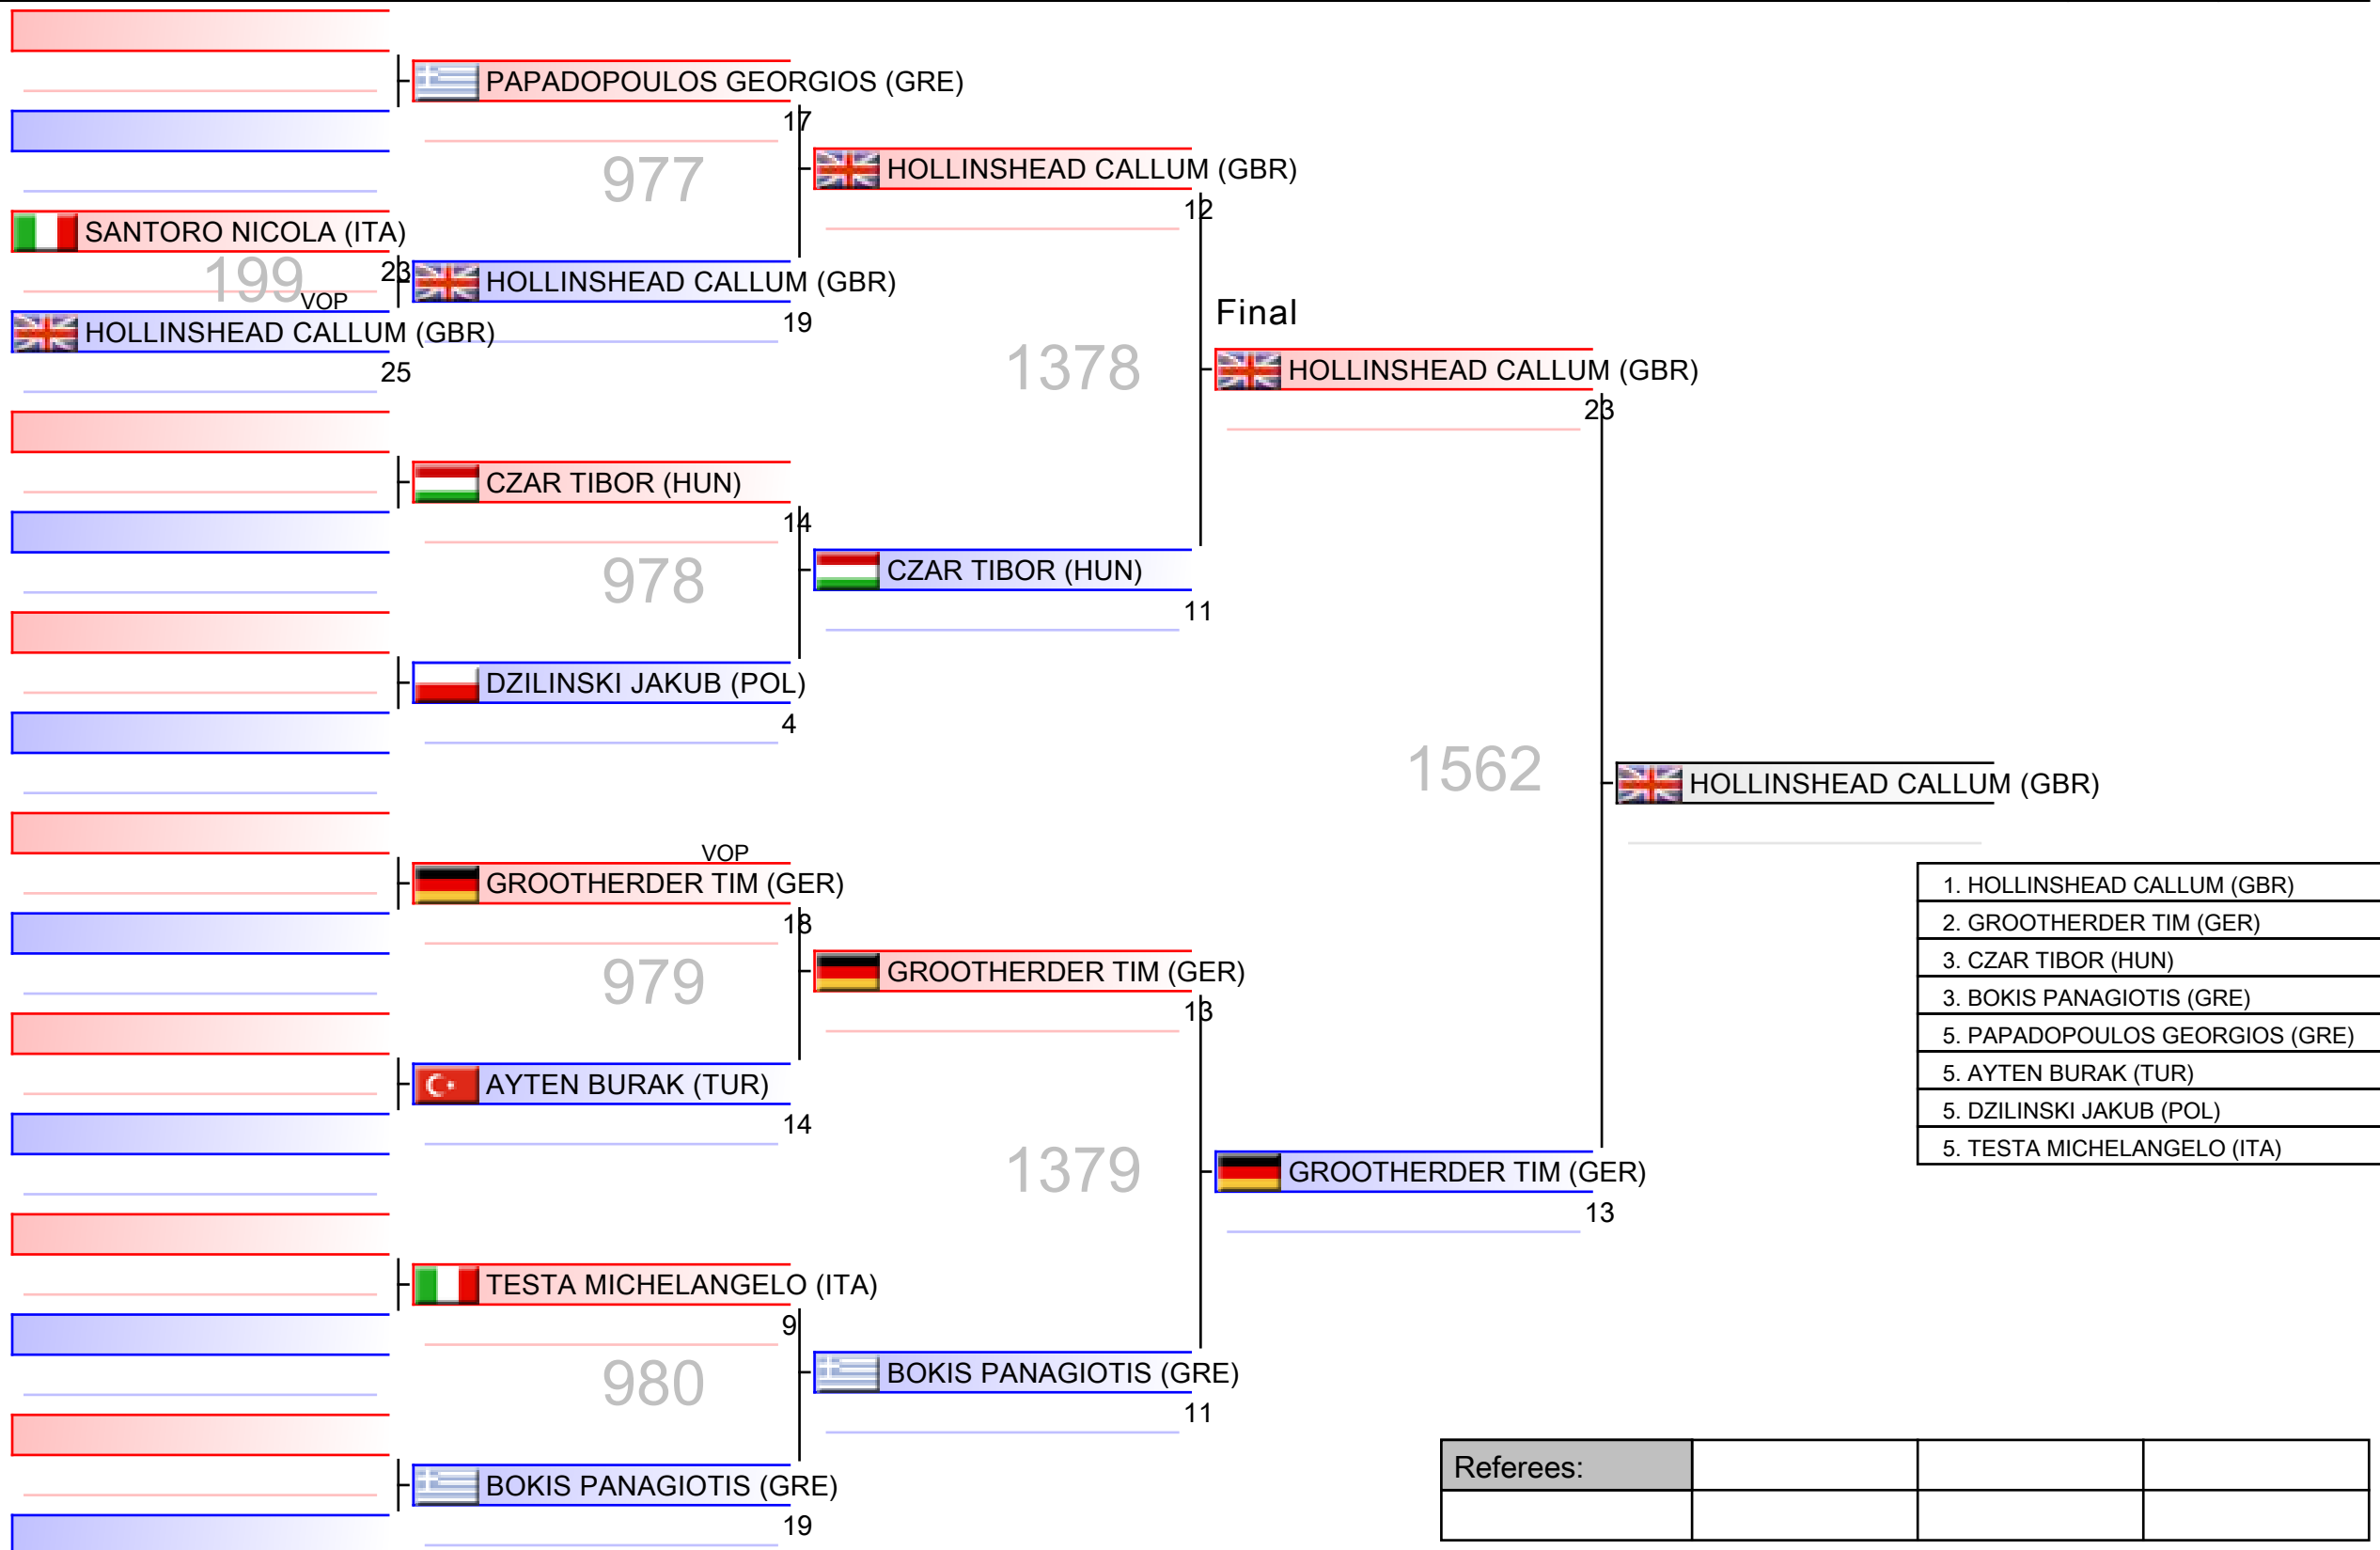 PAPADOPOULOS GEORGIOS (GRE)
17
977
HOLLINSHEAD CALLUM (GBR)
12
SANTORO NICOLA (ITA)
23
199
VOP
HOLLINSHEAD CALLUM (GBR)
19
HOLLINSHEAD CALLUM (GBR)
25
Final
1378
HOLLINSHEAD CALLUM (GBR)
23
CZAR TIBOR (HUN)
14
978
CZAR TIBOR (HUN)
11
DZILINSKI JAKUB (POL)
4
1562
HOLLINSHEAD CALLUM (GBR)
VOP
GROOTHERDER TIM (GER)
18
979
GROOTHERDER TIM (GER)
13
AYTEN BURAK (TUR)
14
1379
GROOTHERDER TIM (GER)
13
TESTA MICHELANGELO (ITA)
9
980
BOKIS PANAGIOTIS (GRE)
11
BOKIS PANAGIOTIS (GRE)
19
1. HOLLINSHEAD CALLUM (GBR)
2. GROOTHERDER TIM (GER)
3. CZAR TIBOR (HUN)
3. BOKIS PANAGIOTIS (GRE)
5. PAPADOPOULOS GEORGIOS (GRE)
5. AYTEN BURAK (TUR)
5. DZILINSKI JAKUB (POL)
5. TESTA MICHELANGELO (ITA)
Referees: